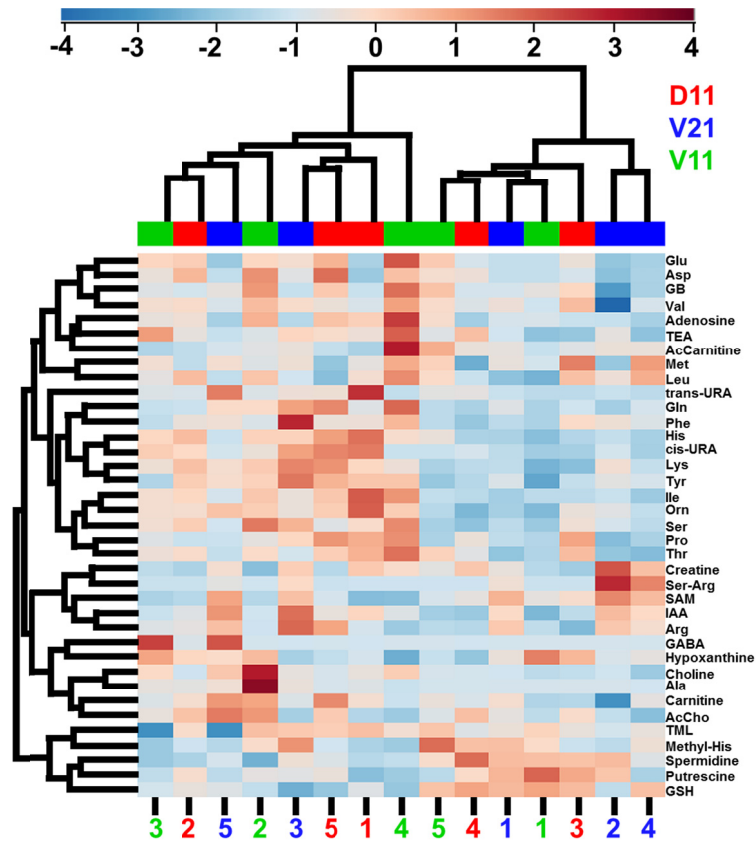 -4 -3 -2 -1 0 1 2 3 4
D11
V21
V11
Glu
Asp
GB
Val
Adenosine
TEA
AcCarnitine
Met
Leu
trans-URA
Gln
Phe
His
cis-URA
Lys
Tyr
Ile
Orn
Ser
Pro
Thr
Creatine
Ser-Arg
SAM
IAA
Arg
GABA
Hypoxanthine
Choline
Ala
Carnitine
AcCho
TML
Methyl-His
Spermidine
Putrescine
GSH
3 2 5 2 3 5 1 4 5 4 1 1 3 2 4